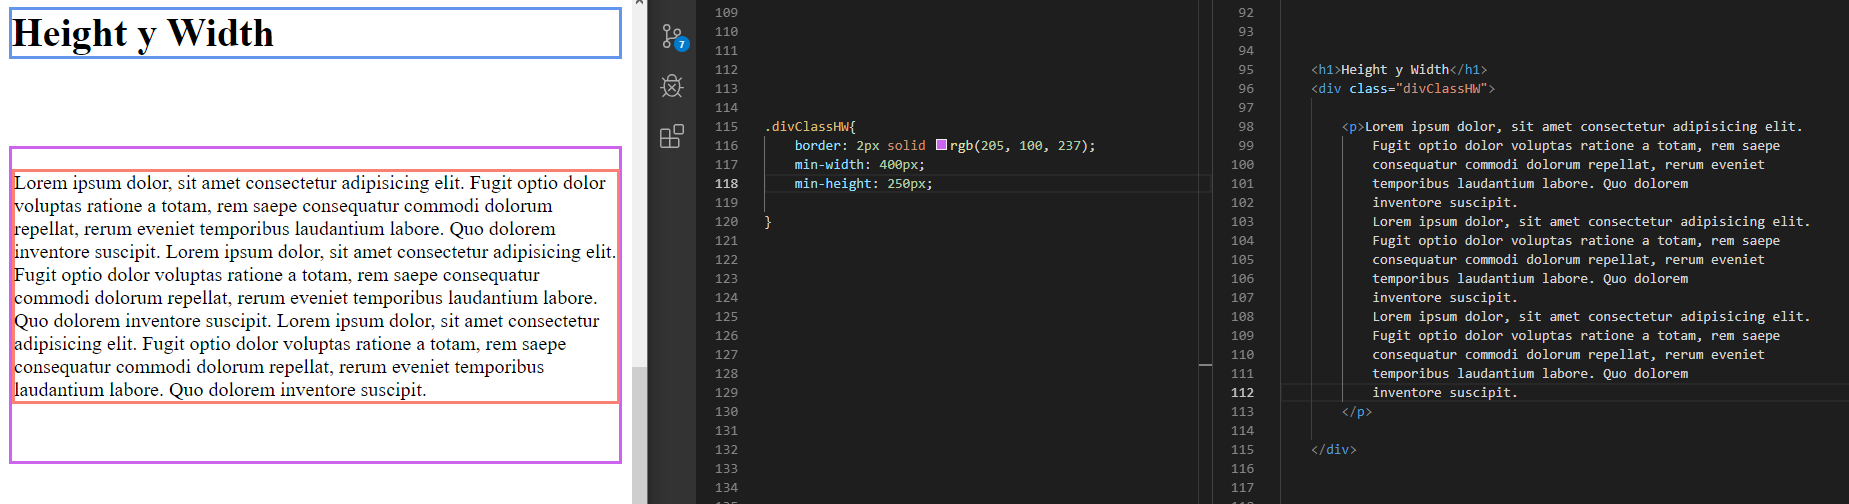 Height y Width
Lorem ipsum dolor, sit amet consectetur adipisicing elit. Fugit optio dolor
voluptas ratione a totam, rem saepe consequatur commodi dolorum
repellat, rerum eveniet temporibus laudantium labore. Quo dolorem
inventore suscipit. Lorem ipsum dolor, sit amet consectetur adipisicing elit.
Fugit optio dolor voluptas ratione a totam, rem saepe consequatur
commodi dolorum repellat, rerum eveniet temporibus laudantium labore.
Quo dolorem inventore suscipit. Lorem ipsum dolor, sit amet consectetur
adipisicing elit. Fugit optio dolor voluptas ratione a totam, rem saepe
consequatur commodi dolorum repellat, rerum eveniet temporibus
laudantium labore. Quo dolorem inventore suscipit.
7
109
110
111
112
113
114
115 .divClassHW{
116 border: 2px solid rgb(205, 100, 237);
117 min-width: 400px;
118 min-height: 250px;
119
120 }
121
122
123
124
125
126
127
128
129
130
131
132
133
134
92
93
94
95 <h1>Height y Width</h1>
96 <div class="divClassHW">
97
98 <p>Lorem ipsum dolor, sit amet consectetur adipisicing elit.
99 Fugit optio dolor voluptas ratione a totam, rem saepe
100 consequatur commodi dolorum repellat, rerum eveniet
101 temporibus laudantium labore. Quo dolorem
102 inventore suscipit.
103 Lorem ipsum dolor, sit amet consectetur adipisicing elit.
104 Fugit optio dolor voluptas ratione a totam, rem saepe
105 consequatur commodi dolorum repellat, rerum eveniet
106 temporibus laudantium labore. Quo dolorem
107 inventore suscipit.
108 Lorem ipsum dolor, sit amet consectetur adipisicing elit.
109 Fugit optio dolor voluptas ratione a totam, rem saepe
110 consequatur commodi dolorum repellat, rerum eveniet
111 temporibus laudantium labore. Quo dolorem
112 inventore suscipit.
113 </p>
114
115 </div>
116
117